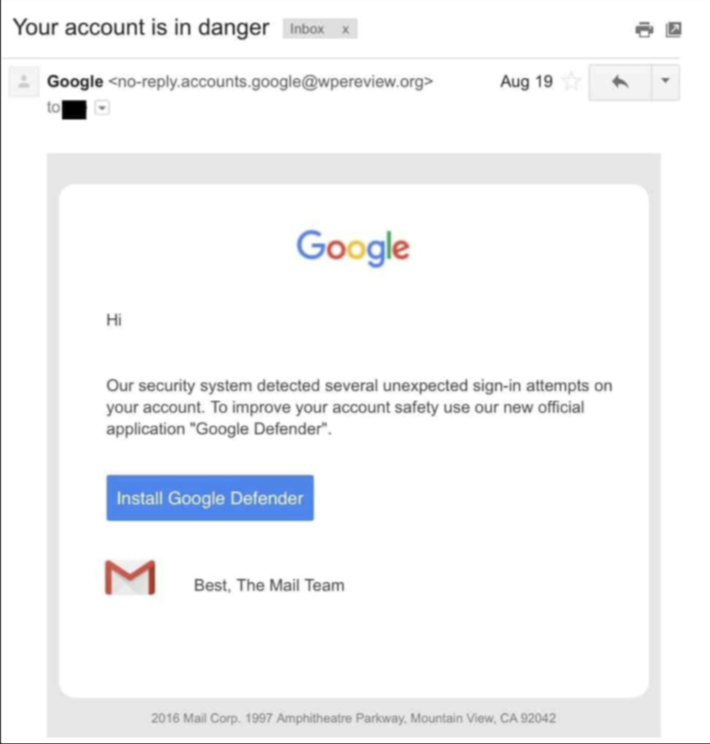 Your account is in danger Inbox x
Google <no-reply.accounts.google@wpereview.org> Aug 19
to
Google
Hi
Our security system detected several unexpected sign-in attempts on
your account. To improve your account safety use our new official
application "Google Defender".
Install Google Defender
Best, The Mail Team
2016 Mail Corp. 1997 Amphitheatre Parkway, Mountain View, CA 92042